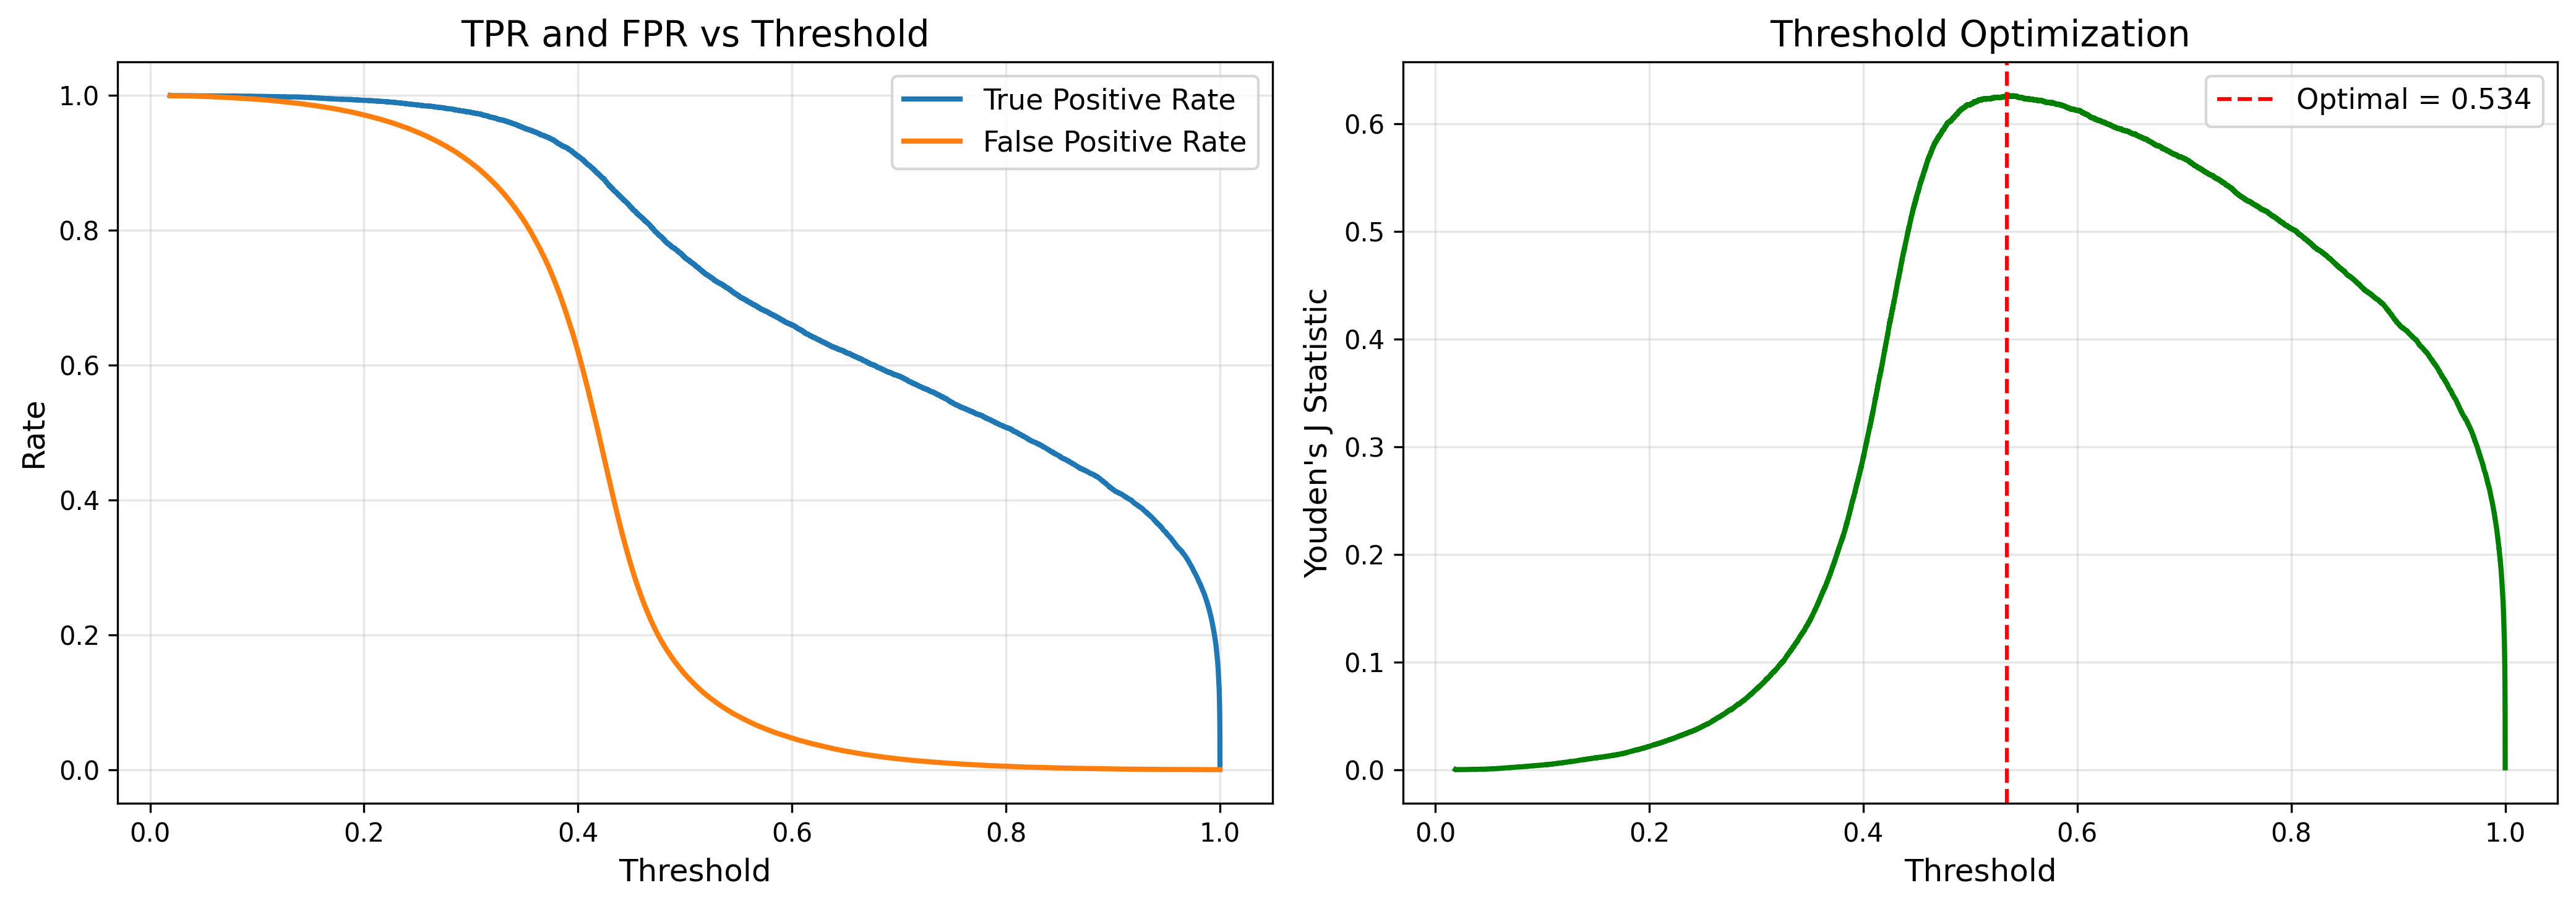 TPR and FPR vs Threshold
True Positive Rate
False Positive Rate
Rate
1.0
0.8
0.6
0.4
0.2
0.0
0.0 0.2 0.4 0.6 0.8 1.0
Threshold
Threshold Optimization
Optimal = 0.534
Youden's J Statistic
0.6
0.5
0.4
0.3
0.2
0.1
0.0
0.0 0.2 0.4 0.6 0.8 1.0
Threshold